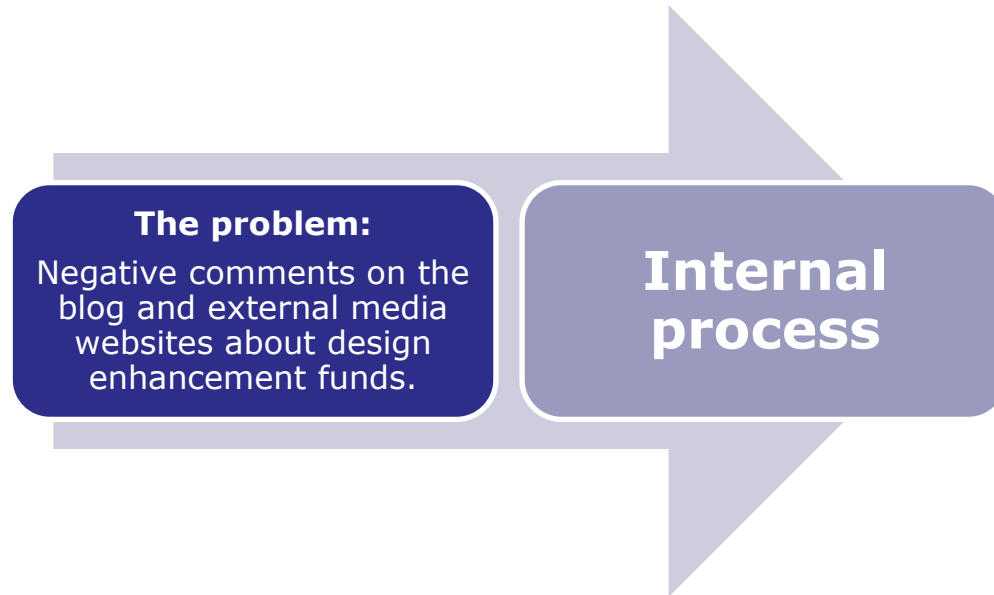 The problem:
Negative comments on the
blog and external media
websites about design
enhancement funds.
Internal
process